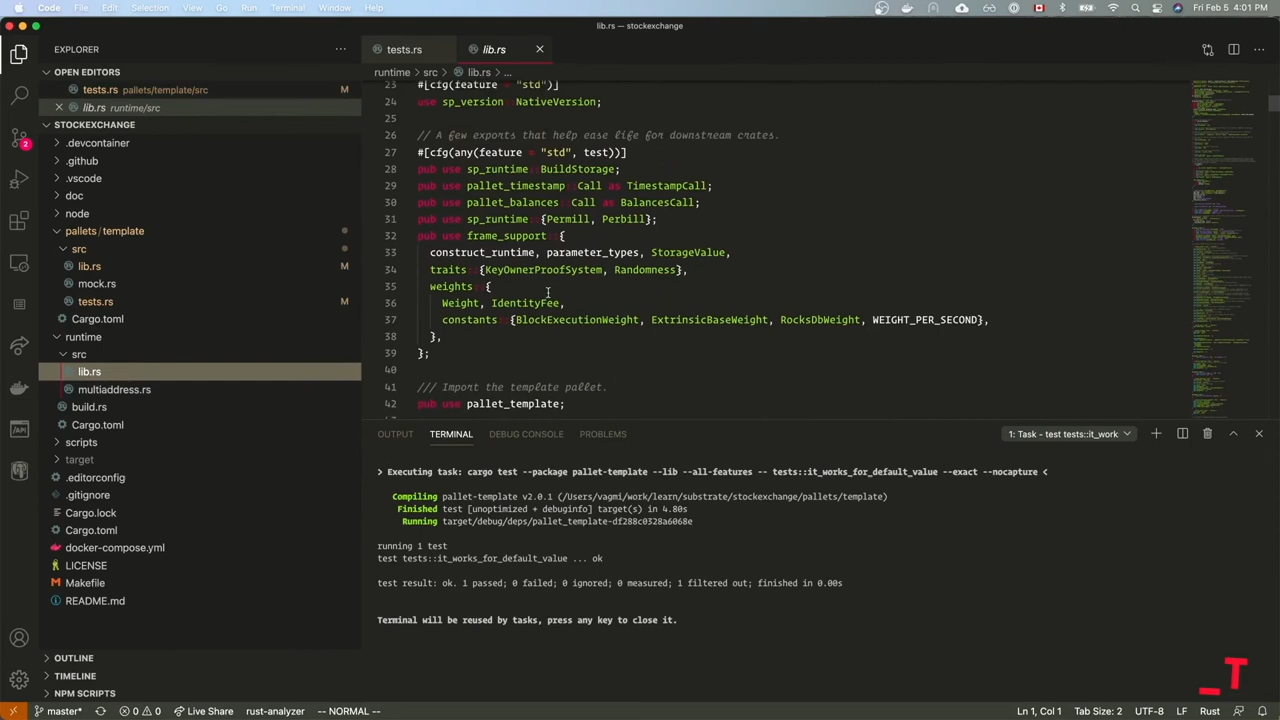 Code File Edit Selection View Go Run Terminal Window Help
Fri Feb 5 4:01 PM
lib.rs — stockexchange
EXPLORER
OPEN EDITORS
tests.rs pallets/template/src M
lib.rs runtime/src
STOCKEXCHANGE
.devcontainer
.github
.vscode
doc
node
pallets / template
src
lib.rs M
mock.rs
tests.rs M
Cargo.toml
runtime
src
lib.rs
multiaddress.rs
build.rs
Cargo.toml
scripts
target
.editorconfig
.gitignore
Cargo.lock
Cargo.toml
docker-compose.yml
LICENSE
Makefile
README.md
OUTLINE
TIMELINE
NPM SCRIPTS
2
tests.rs
lib.rs
runtime > src > lib.rs > ...
23 #[cfg(feature = "std")]
24 use sp_version::NativeVersion;
25
26 // A few exports that help ease life for downstream crates.
27 #[cfg(any(feature = "std", test))]
28 pub use sp_runtime::BuildStorage;
29 pub use pallet_timestamp::Call as TimestampCall;
30 pub use pallet_balances::Call as BalancesCall;
31 pub use sp_runtime::{Permill, Perbill};
32 pub use frame_support::{
33 construct_runtime, parameter_types, StorageValue,
34 traits::{KeyOwnerProofSystem, Randomness},
35 weights::{
36 Weight, IdentityFee,
37 constants::BlockExecutionWeight, ExtrinsicBaseWeight, RocksDbWeight, WEIGHT_PER_SECOND},
38 },
39 };
40
41 /// Import the template pallet.
42 pub use pallet_template;
OUTPUT TERMINAL DEBUG CONSOLE PROBLEMS
1: Task - test tests::it_work
> Executing task: cargo test --package pallet-template --lib --all-features -- tests::it_works_for_default_value --exact --nocapture <
Compiling pallet-template v2.0.1 (/Users/vagmi/work/learn/substrate/stockexchange/pallets/template)
Finished test [unoptimized + debuginfo] target(s) in 4.80s
Running target/debug/deps/pallet_template-df288c0328a6068e
running 1 test
test tests::it_works_for_default_value ... ok
test result: ok. 1 passed; 0 failed; 0 ignored; 0 measured; 1 filtered out; finished in 0.00s
Terminal will be reused by tasks, press any key to close it.
_T
master* 0 0 Live Share rust-analyzer -- NORMAL -- Ln 1, Col 1 Tab Size: 2 UTF-8 LF Rust